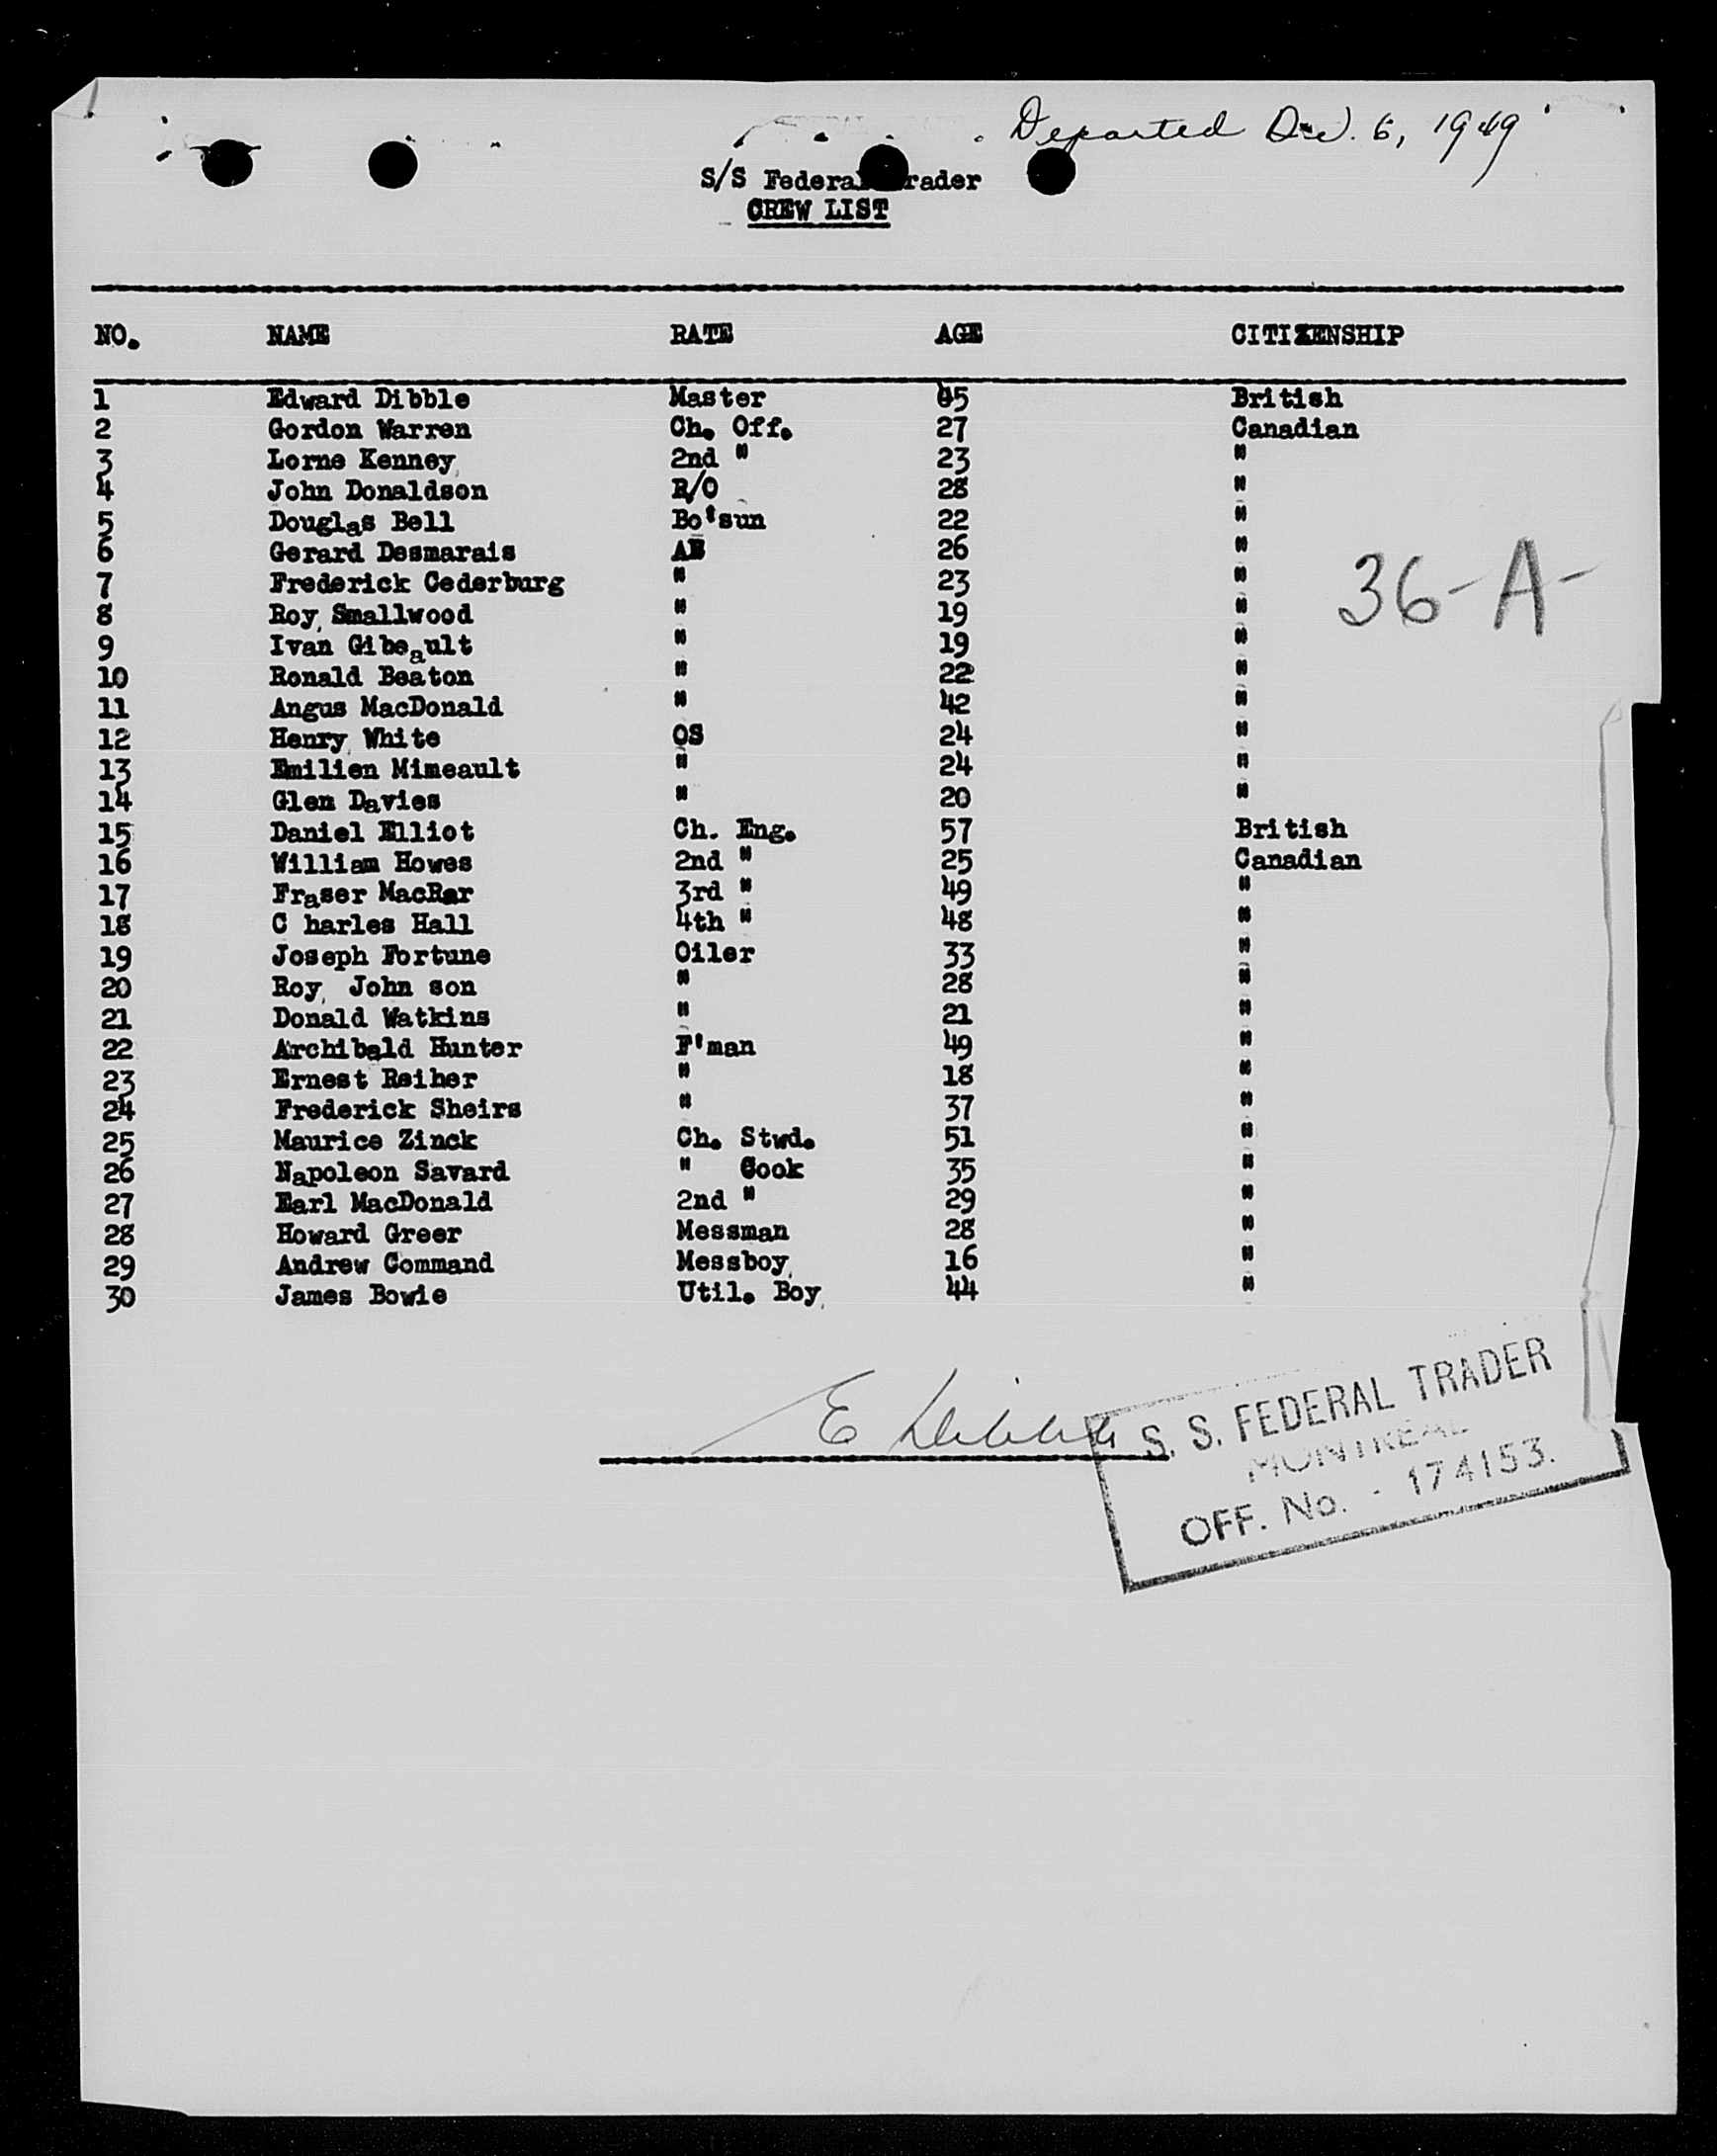 Departed Dec. 6, 1949
S/S Federal Trader
CREW LIST
NO. NAME RATE AGE CITIZENSHIP
1 Edward Dibble Master British
2 Gordon Warren Ch. Off. 27 Canadian
3 Lorne Kenney 2nd " 23 "
4 John Donaldson R/O 28 "
5 Douglas Bell Bo'sun 22 "
6 Gerard Desmarais AB 26 "
7 Frederick Cederburg " 23 "
8 Roy Smallwood " 19 "
9 Ivan Gibeault " 19 "
10 Ronald Beaton " 22 "
11 Angus MacDonald " 42 "
12 Henry White OS 24 "
13 Emilien Mimeault " 24 "
14 Glen Davies " 20 "
15 Daniel Elliot Ch. Eng. 57 British
16 William Howes 2nd " 25 Canadian
17 Fraser MacRar 3rd " 49 "
18 C harles Hall 4th " 48 "
19 Joseph Fortune Oiler 33 "
20 Roy John son " 28 "
21 Donald Watkins " 21 "
22 Archibald Hunter F'man 49 "
23 Ernest Reiher " 18 "
24 Frederick Sheirs " 37 "
25 Maurice Zinck Ch. Stwd. 51 "
26 Napoleon Savard " Cook 35 "
27 Earl MacDonald 2nd " 29 "
28 Howard Greer Messman 28 "
29 Andrew Command Messboy 16 "
30 James Bowie Util. Boy 44 "
36-A-
E Dibble
S. S. FEDERAL TRADER
MONTREAL
OFF. No. - 174153.